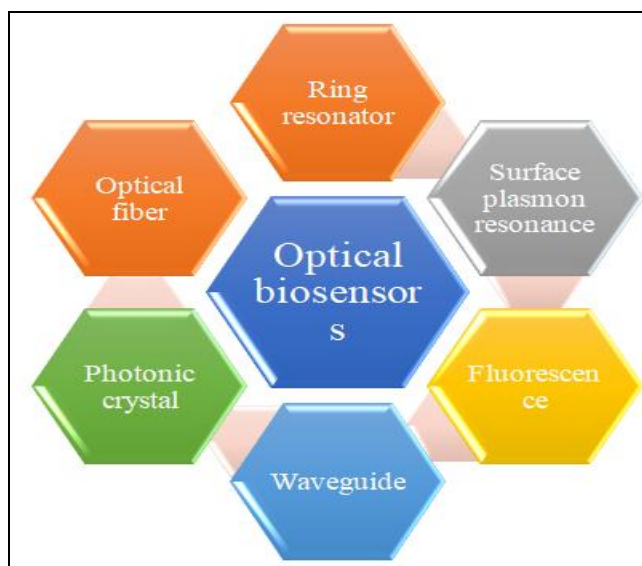 Ring
resonator
Optical
fiber
Surface
plasmon
resonance
Optical
biosensor
s
Photonic
crystal
Fluorescen
ce
Waveguide